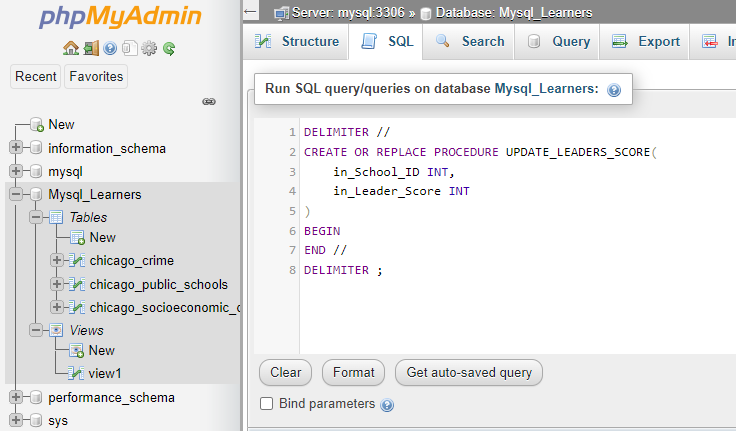 phpMyAdmin
Recent
Favorites
New
information_schema
mysql
Mysql_Learners
Tables
New
chicago_crime
chicago_public_schools
chicago_socioeconomic_
Views
New
view1
performance_schema
sys
Server: mysql:3306 » Database: Mysql_Learners
Structure
SQL
Search
Query
Export
Run SQL query/queries on database Mysql_Learners:
1 DELIMITER //
2 CREATE OR REPLACE PROCEDURE UPDATE_LEADERS_SCORE(
3 in_School_ID INT,
4 in_Leader_Score INT
5 )
6 BEGIN
7 END //
8 DELIMITER ;
Clear
Format
Get auto-saved query
Bind parameters